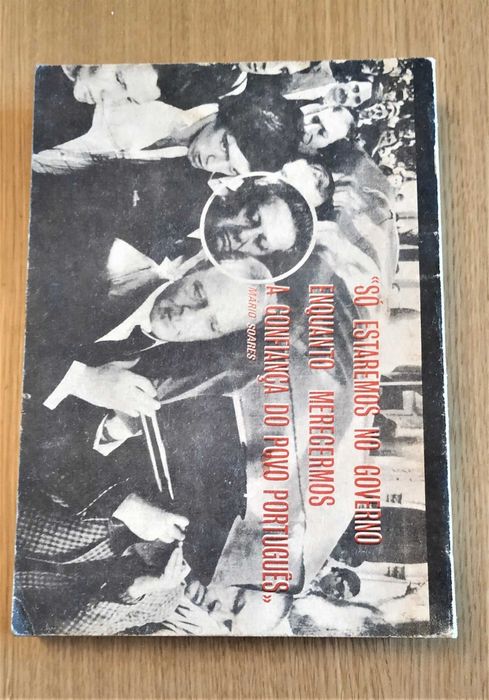 «SÓ ESTAREMOS NO GOVERNO
ENQUANTO MERECERMOS
A CONFIANÇA DO POVO PORTUGUÊS»
MÁRIO SOARES